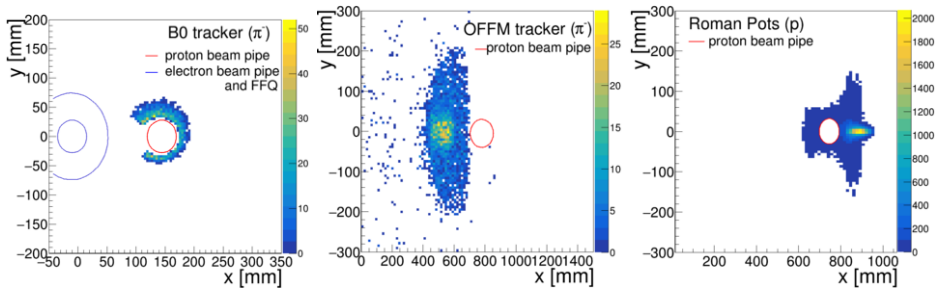 B0 tracker (π⁻)
proton beam pipe
electron beam pipe
and FFQ
y [mm]
200
150
100
50
0
−50
−100
−150
−200
−50 0 50 100 150 200 250 300 350
x [mm]
50
40
30
20
10
0
OFFM tracker (π⁻)
proton beam pipe
y [mm]
300
200
100
0
−100
−200
−300
0 200 400 600 800 1000 1400
x [mm]
25
20
15
10
5
0
Roman Pots (p)
proton beam pipe
y [mm]
300
200
100
0
−100
−200
−300
200 400 600 800 1000
x [mm]
2000
1800
1600
1400
1200
1000
800
600
400
200
0